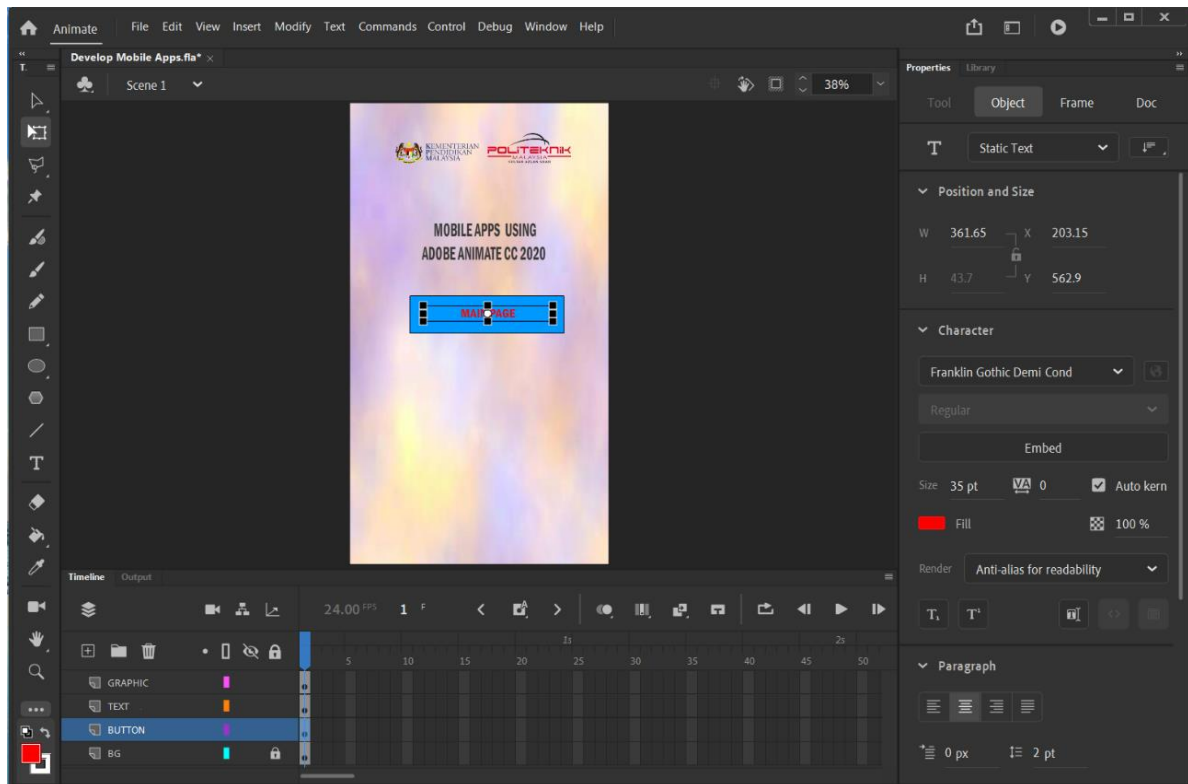 Animate File Edit View Insert Modify Text Commands Control Debug Window Help
Develop Mobile Apps.fla* ×
T.
Scene 1
38%
KEMENTERIAN
PENDIDIKAN
MALAYSIA
POLITEKNIK
MALAYSIA
MOBILE APPS USING
ADOBE ANIMATE CC 2020
MAIN PAGE
Properties Library
Tool Object Frame Doc
T Static Text
Position and Size
W 361.65 X 203.15
H 43.7 Y 562.9
Character
Franklin Gothic Demi Cond
Regular
Embed
Size 35 pt VA 0 Auto kern
Fill 100 %
Render Anti-alias for readability
Paragraph
0 px 2 pt
Timeline Output
24.00 FPS 1 F
1s 2s
5 10 15 20 25 30 35 40 45 50
GRAPHIC
TEXT
BUTTON
BG